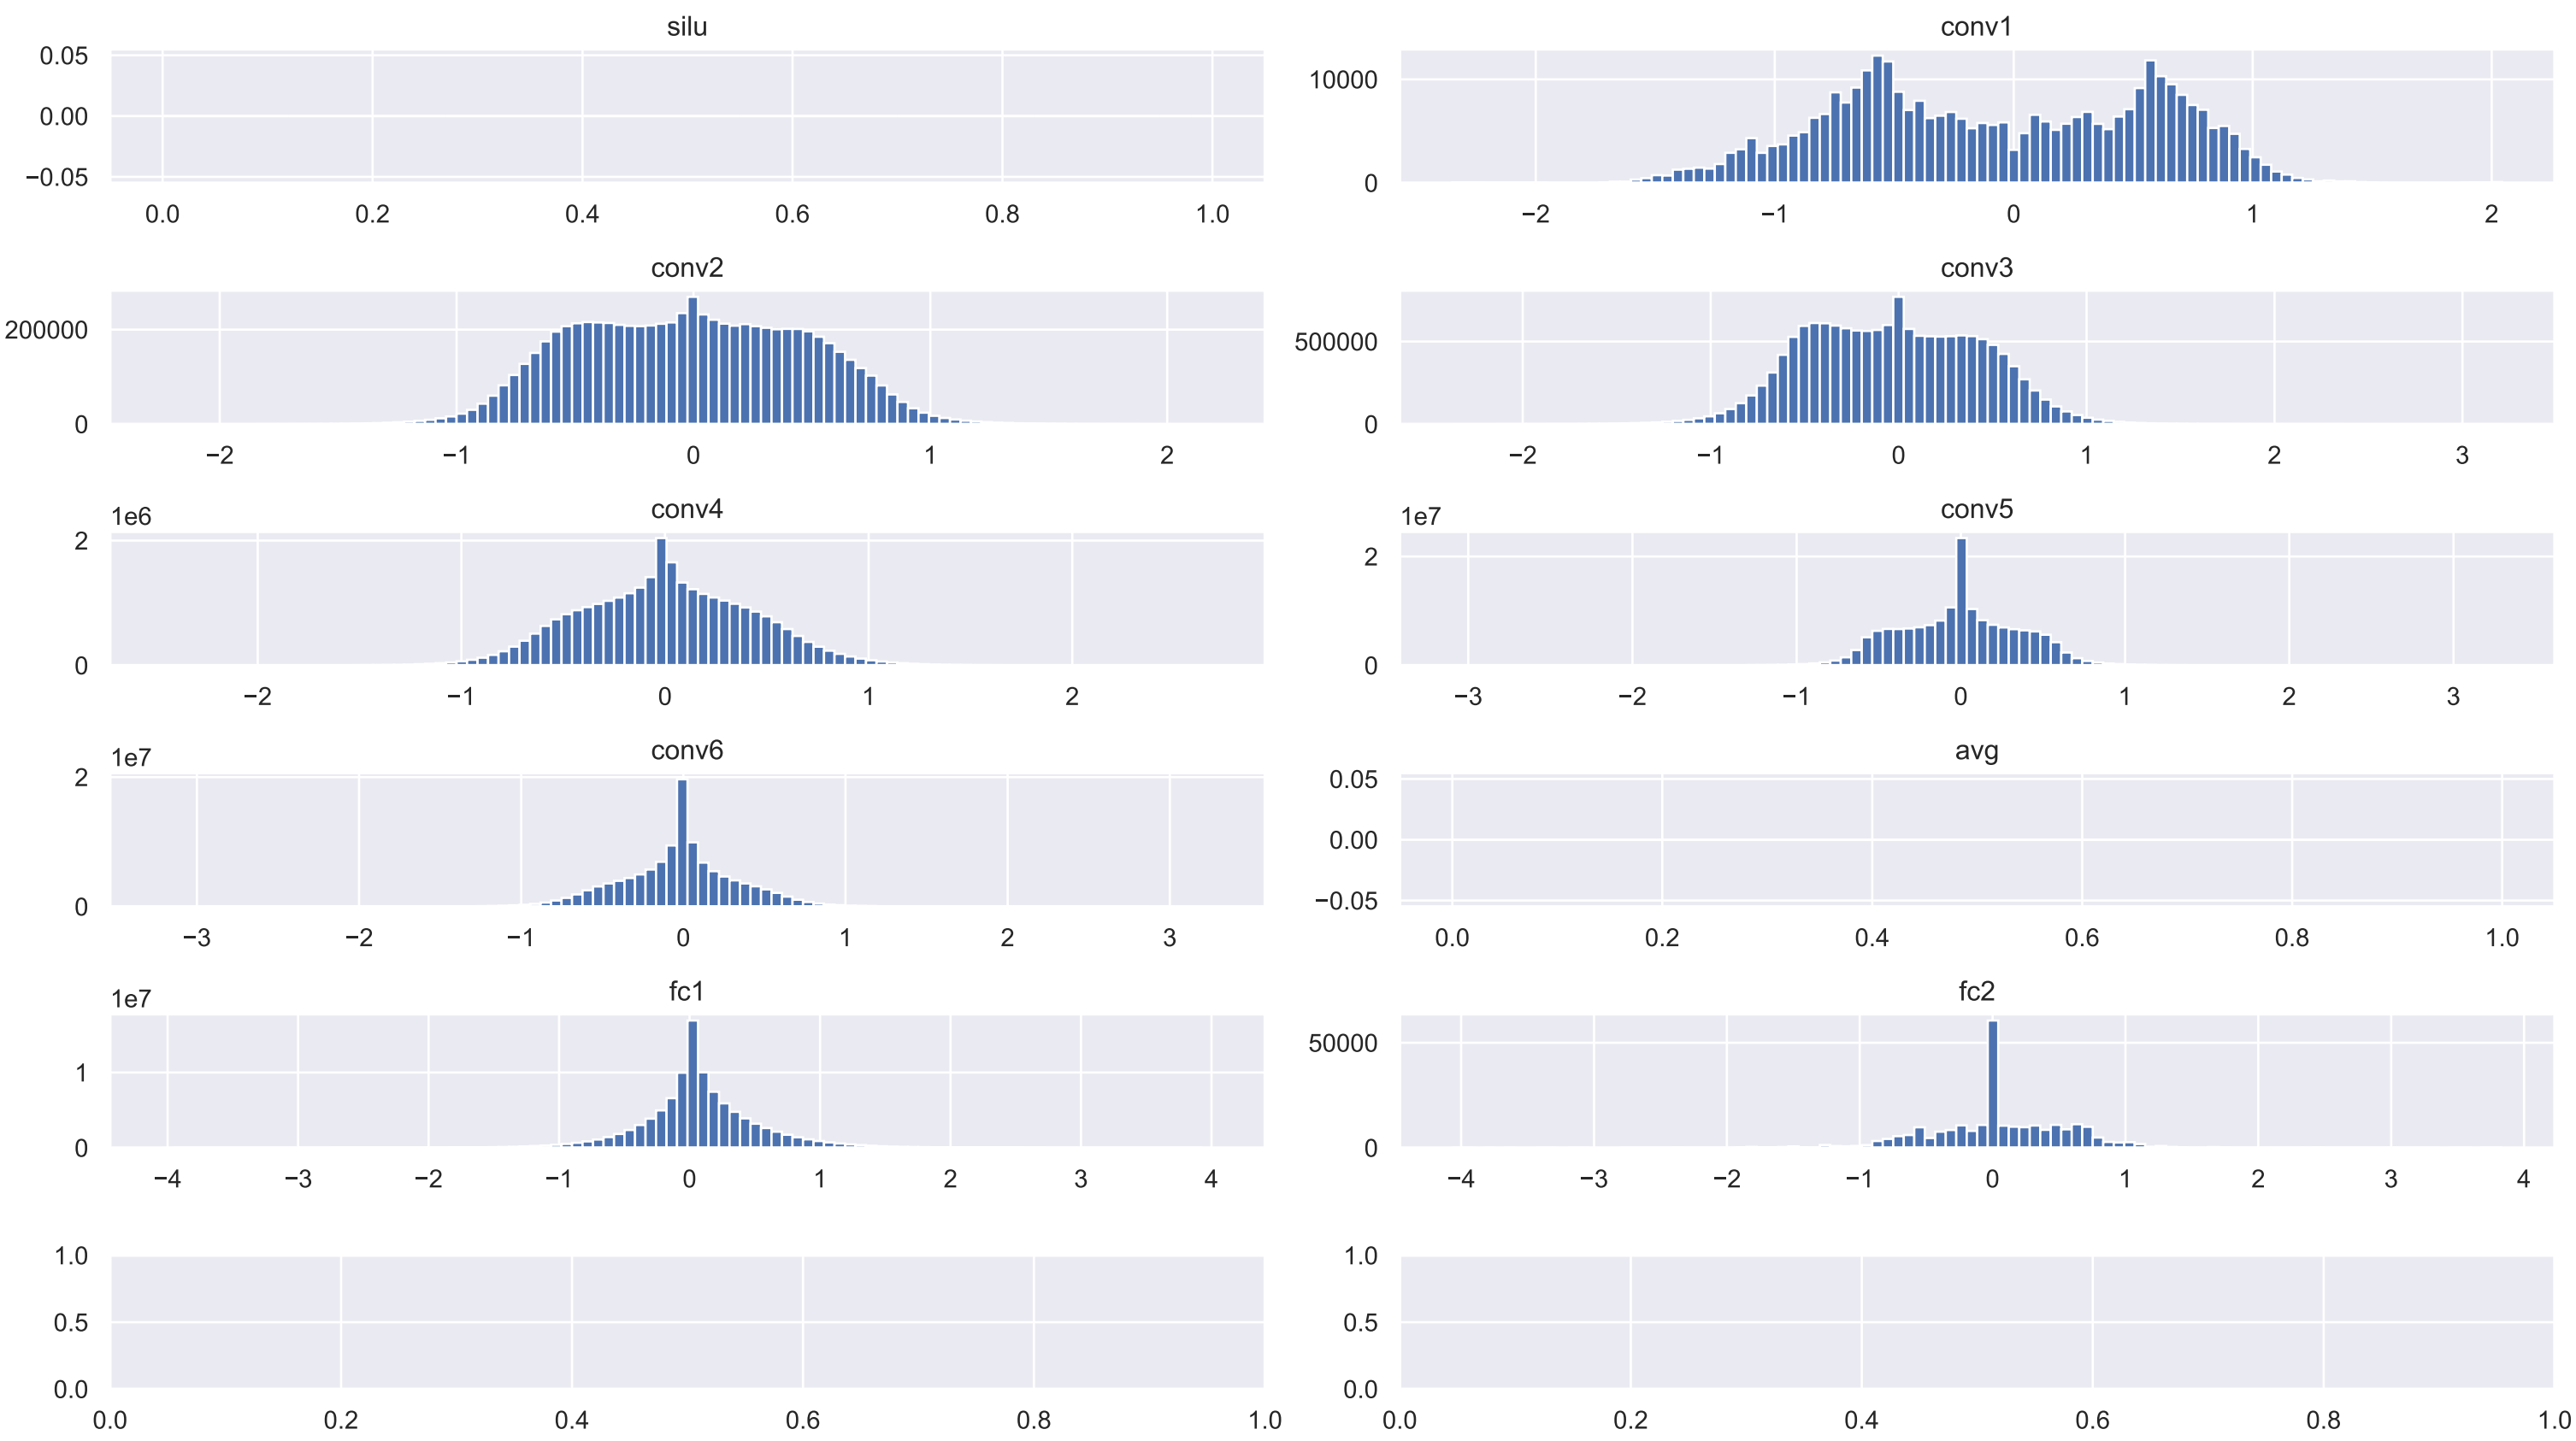 silu
0.05
0.00
−0.05
0.0 0.2 0.4 0.6 0.8 1.0
conv1
10000
0
−2 −1 0 1 2
conv2
200000
0
−2 −1 0 1 2
conv3
500000
0
−2 −1 0 1 2 3
conv4
1e6
2
0
−2 −1 0 1 2
conv5
1e7
2
0
−3 −2 −1 0 1 2 3
conv6
1e7
2
0
−3 −2 −1 0 1 2 3
avg
0.05
0.00
−0.05
0.0 0.2 0.4 0.6 0.8 1.0
fc1
1e7
1
0
−4 −3 −2 −1 0 1 2 3 4
fc2
50000
0
−4 −3 −2 −1 0 1 2 3 4
1.0
0.5
0.0
0.0 0.2 0.4 0.6 0.8 1.0
1.0
0.5
0.0
0.0 0.2 0.4 0.6 0.8 1.0